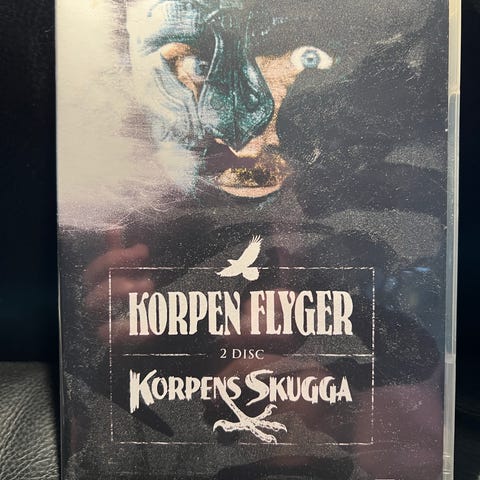 KORPEN FLYGER
2 DISC
KORPENS SKUGGA